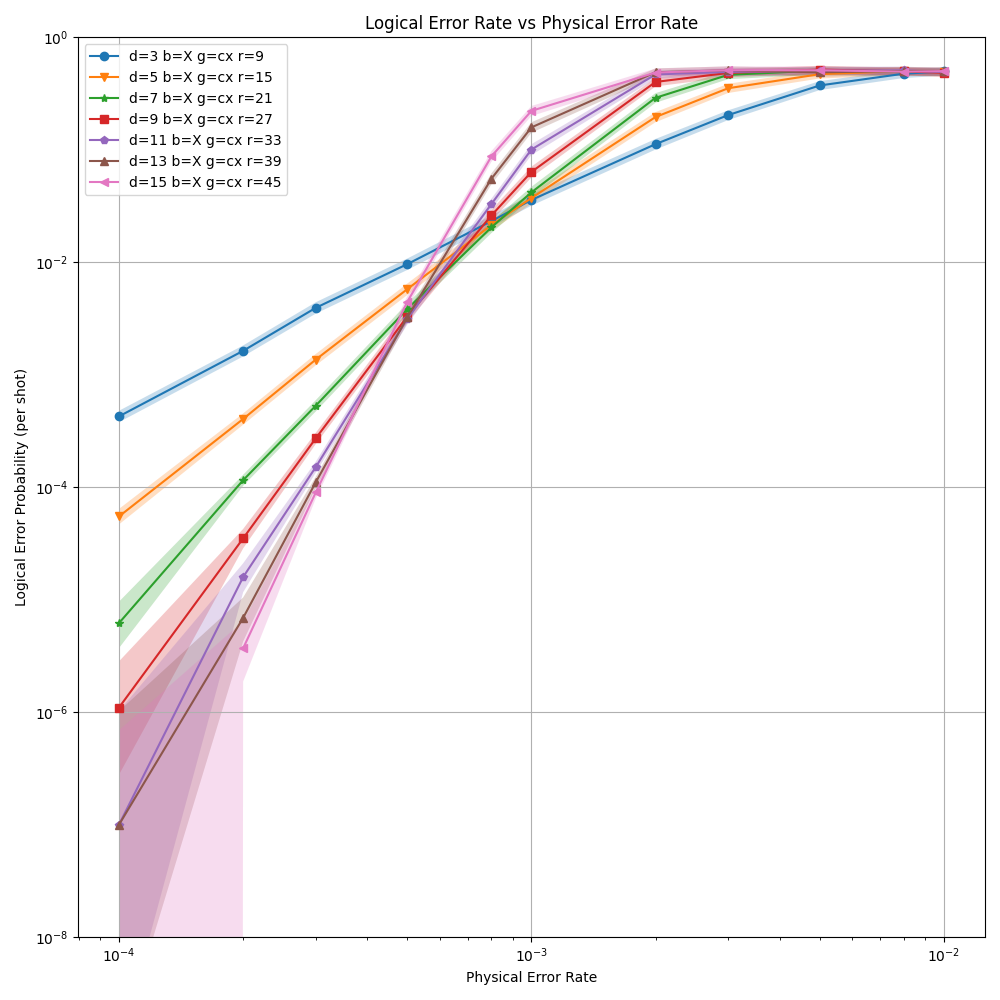 Logical Error Rate vs Physical Error Rate
10^0
10^-2
10^-4
10^-6
10^-8
Logical Error Probability (per shot)
d=3 b=X g=cx r=9
d=5 b=X g=cx r=15
d=7 b=X g=cx r=21
d=9 b=X g=cx r=27
d=11 b=X g=cx r=33
d=13 b=X g=cx r=39
d=15 b=X g=cx r=45
10^-4
10^-3
10^-2
Physical Error Rate